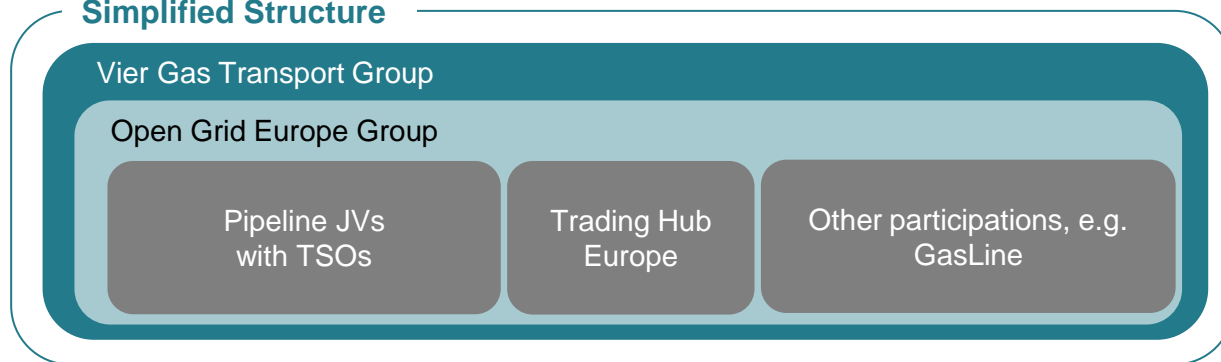 Simplified Structure
Vier Gas Transport Group
Open Grid Europe Group
Pipeline JVs
with TSOs
Trading Hub
Europe
Other participations, e.g.
GasLine